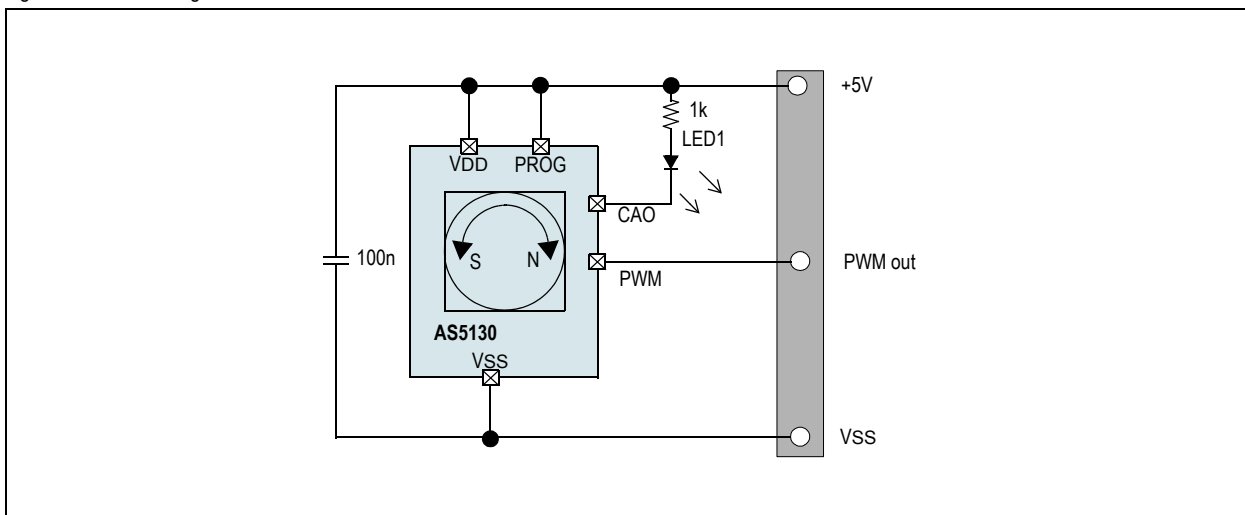 +5V
1k
LED1
VDD
PROG
CAO
100n
S
N
PWM
PWM out
AS5130
VSS
VSS